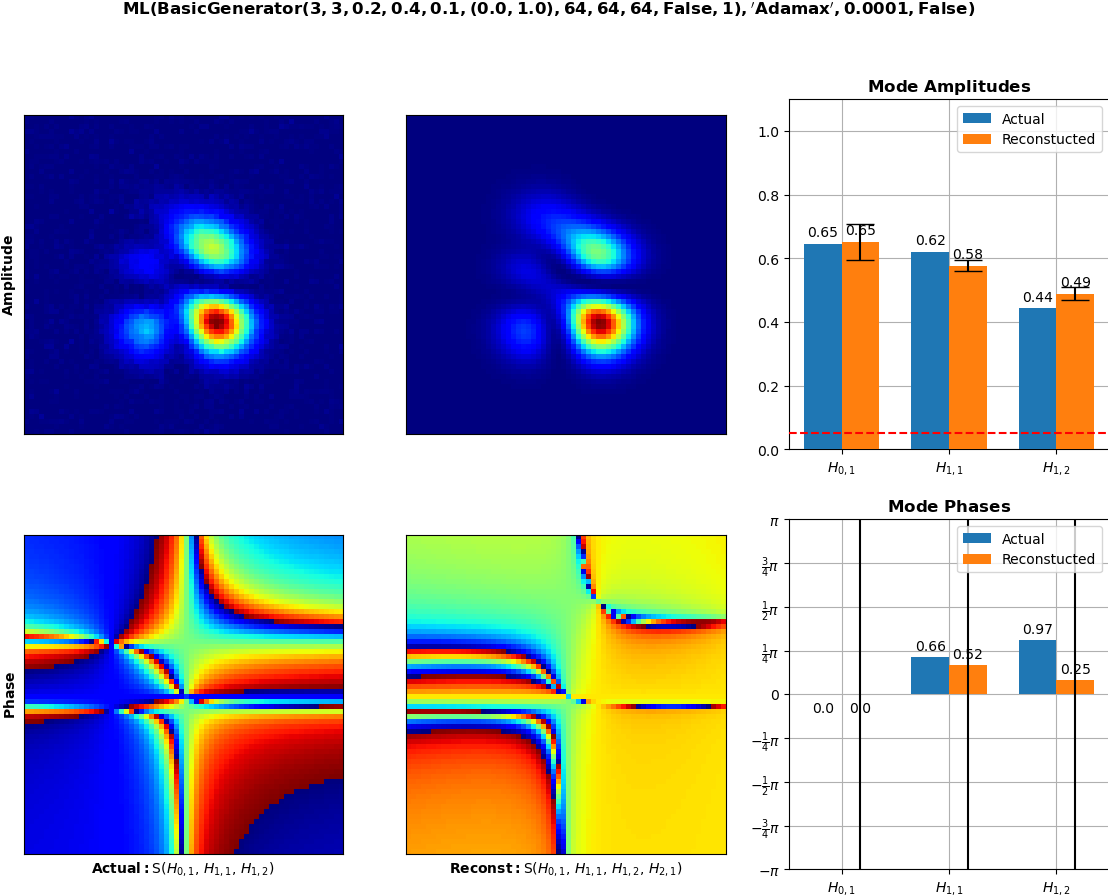 ML(BasicGenerator(3, 3, 0.2, 0.4, 0.1, (0.0, 1.0), 64, 64, 64, False, 1), ′Adamax′, 0.0001, False)
Amplitude
Mode Amplitudes
Actual
Reconstucted
1.0
0.8
0.6
0.4
0.2
0.0
0.65
0.65
0.62
0.58
0.44
0.49
H0,1
H1,1
H1,2
Phase
Actual: S(H0,1, H1,1, H1,2)
Reconst: S(H0,1, H1,1, H1,2, H2,1)
Mode Phases
Actual
Reconstucted
π
3/4π
1/2π
1/4π
0
−1/4π
−1/2π
−3/4π
−π
0.0
0.0
0.66
0.52
0.97
0.25
H0,1
H1,1
H1,2